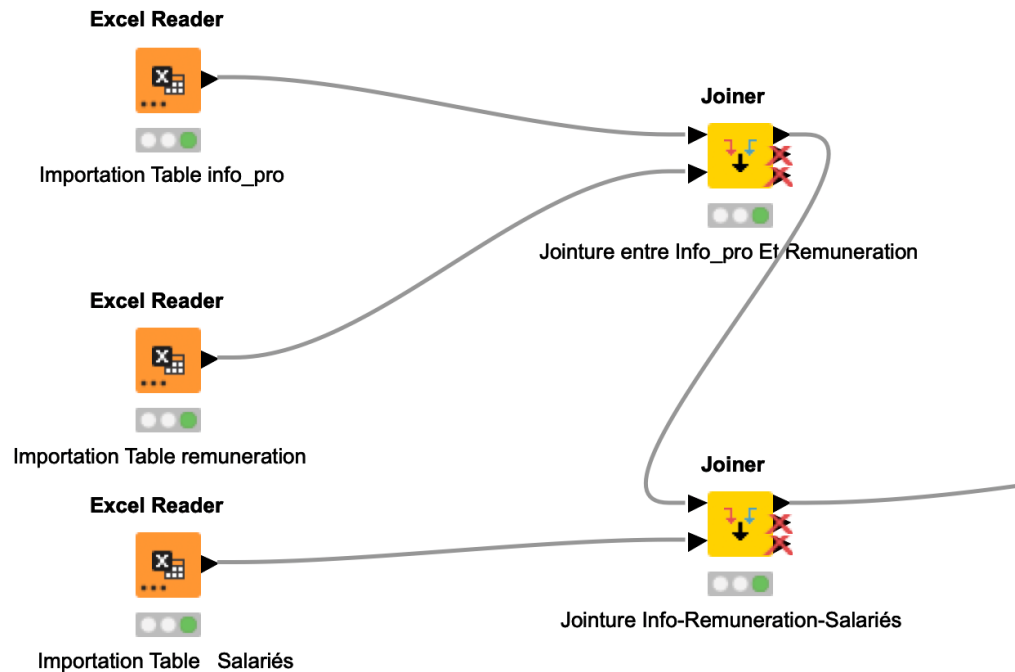 Excel Reader
Importation Table info_pro
Joiner
Jointure entre Info_pro Et Remuneration
Excel Reader
Importation Table remuneration
Joiner
Jointure Info-Remuneration-Salariés
Excel Reader
Importation Table   Salariés